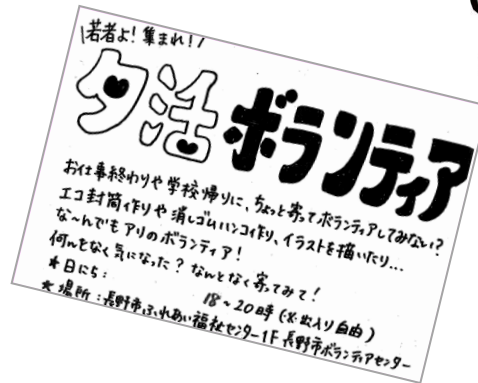 \若者よ!集まれ!/
夕活ボランティア
お仕事終わりや学校帰りに、ちょっと寄ってボランティアしてみない?
エコ封筒作りや消しゴムハンコ作り、イラストを描いたり…
な〜んでもアリのボランティア!
何んとなく気になった?なんとなく寄ってみて!
*日にち: 18〜20時(※出入り自由)
*場所:長野市ふれあい福祉センター1F 長野市ボランティアセンター